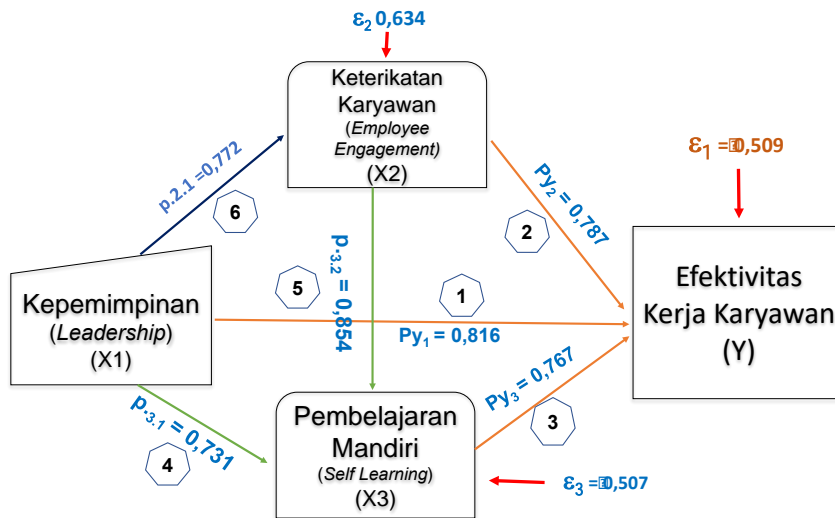 ε₂ 0,634
Keterikatan
Karyawan
(Employee
Engagement)
(X2)
ε₁ = 0,509
p.2.1 =0,772
6
Py₂ = 0,787
2
Kepemimpinan
(Leadership)
(X1)
5
p.₃.₂ = 0,854
1
Py₁ = 0,816
Efektivitas
Kerja Karyawan
(Y)
p.₃.₁ = 0,731
4
Pembelajaran
Mandiri
(Self Learning)
(X3)
Py₃ = 0,767
3
ε₃ = 0,507